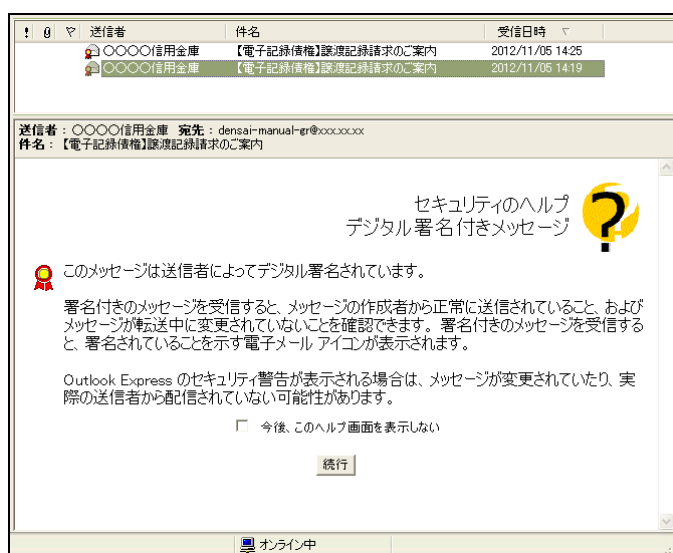 ! 送信者 件名 受信日時
〇〇〇〇信用金庫 【電子記録債権】譲渡記録請求のご案内 2012/11/05 14:25
〇〇〇〇信用金庫 【電子記録債権】譲渡記録請求のご案内 2012/11/05 14:19
送信者:〇〇〇〇信用金庫 宛先:densai-manual-gr@xxx.xx.xx
件名:【電子記録債権】譲渡記録請求のご案内
セキュリティのヘルプ
デジタル署名付きメッセージ
このメッセージは送信者によってデジタル署名されています。
署名付きのメッセージを受信すると、メッセージの作成者から正常に送信されていること、および
メッセージが転送中に変更されていないことを確認できます。 署名付きのメッセージを受信する
と、署名されていることを示す電子メール アイコンが表示されます。
Outlook Express のセキュリティ警告が表示される場合は、メッセージが変更されていたり、実
際の送信者から配信されていない可能性があります。
今後、このヘルプ画面を表示しない
続行
オンライン中